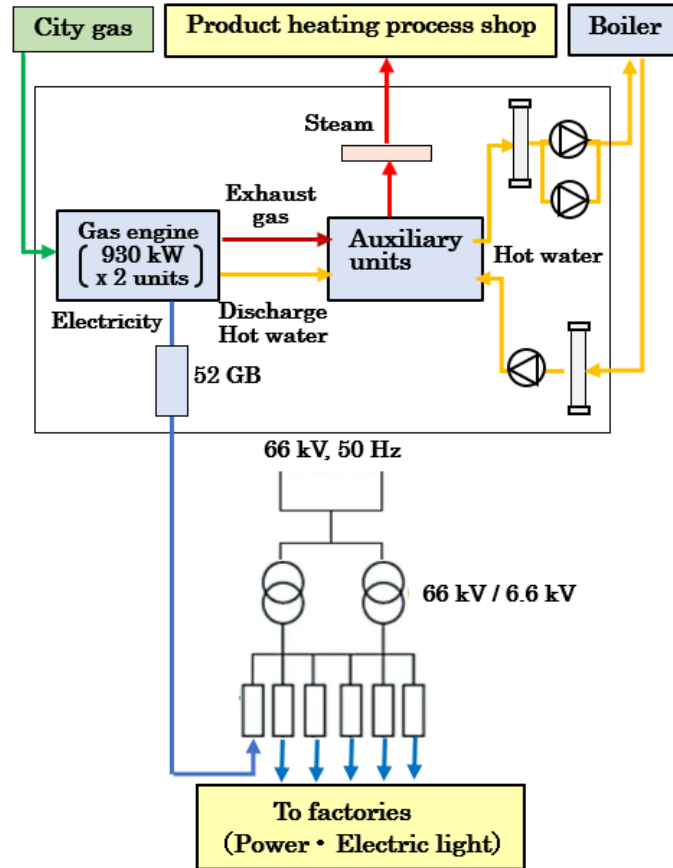 City gas
Product heating process shop
Boiler
Steam
Exhaust
gas
Gas engine
930 kW
x 2 units
Auxiliary
units
Hot water
Electricity
Discharge
Hot water
52 GB
66 kV, 50 Hz
66 kV / 6.6 kV
To factories
(Power・Electric light)